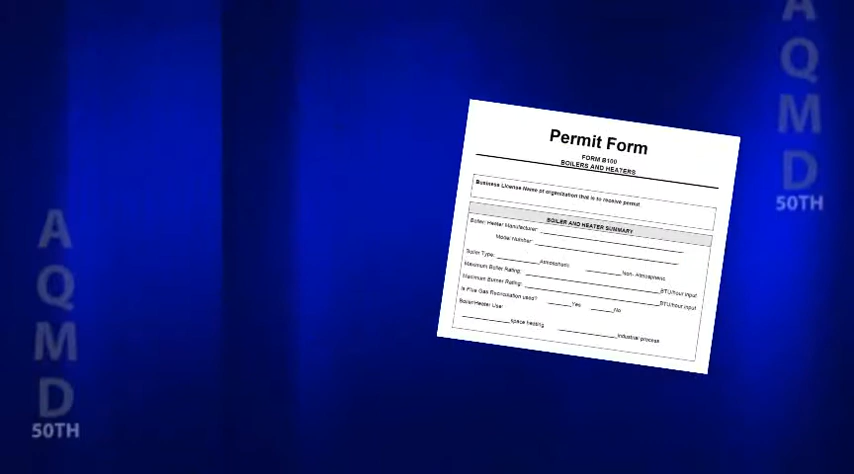 A
Q
M
D
50TH
Permit Form
FORM B100
BOILERS AND HEATERS
Business License Name of organization that is to receive permit
BOILER AND HEATER SUMMARY
Boiler/Heater Manufacturer:
Model Number:
Boiler Type: Atmospheric Non-Atmospheric
Maximum Boiler Rating: BTU/hour input
Maximum Burner Rating: BTU/hour input
Is Flue Gas Recirculation used? Yes No
Boiler/Heater Use:
space heating industrial process
A
Q
M
D
50TH